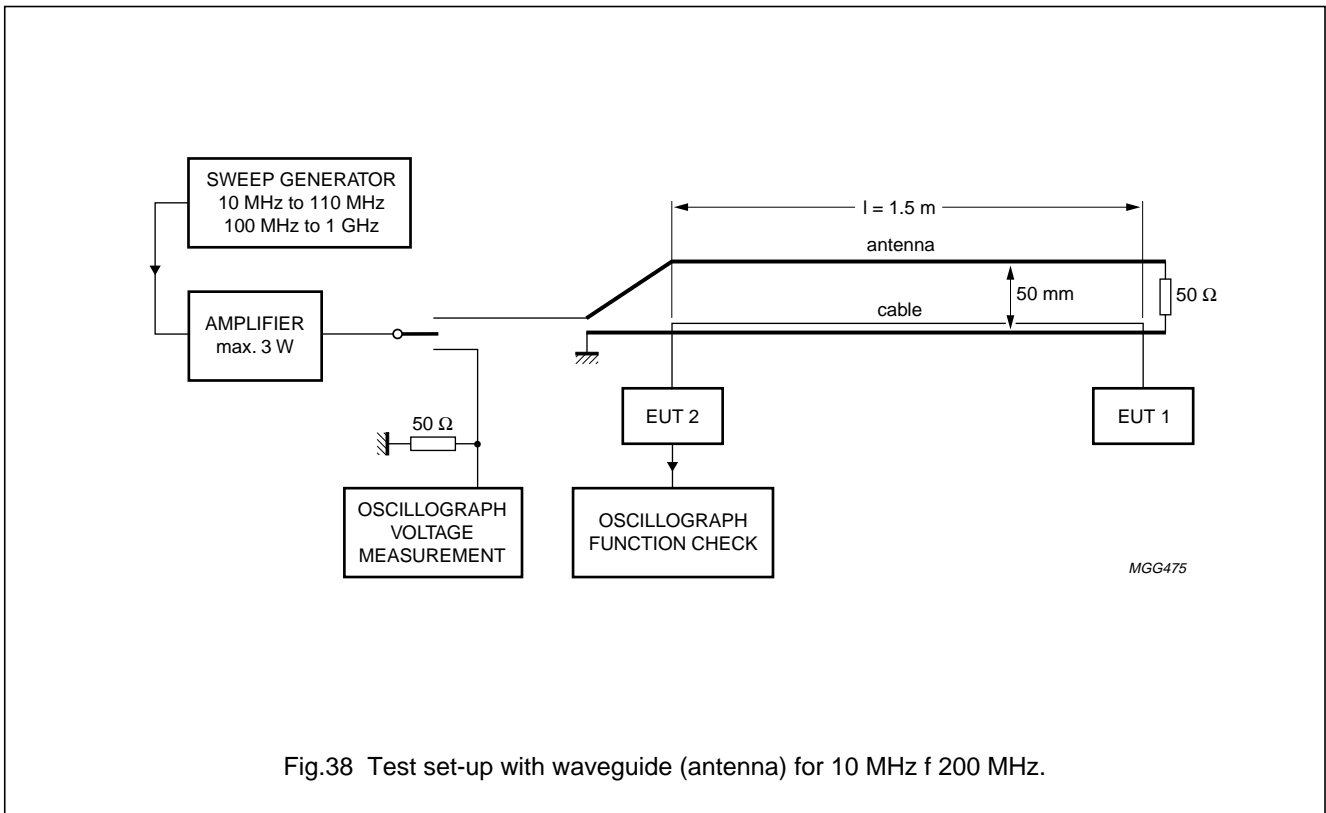 SWEEP GENERATOR
10 MHz to 110 MHz
100 MHz to 1 GHz
AMPLIFIER
max. 3 W
l = 1.5 m
antenna
50 mm
50 Ω
cable
50 Ω
EUT 2
EUT 1
OSCILLOGRAPH
VOLTAGE
MEASUREMENT
OSCILLOGRAPH
FUNCTION CHECK
MGG475
Fig.38 Test set-up with waveguide (antenna) for 10 MHz f 200 MHz.